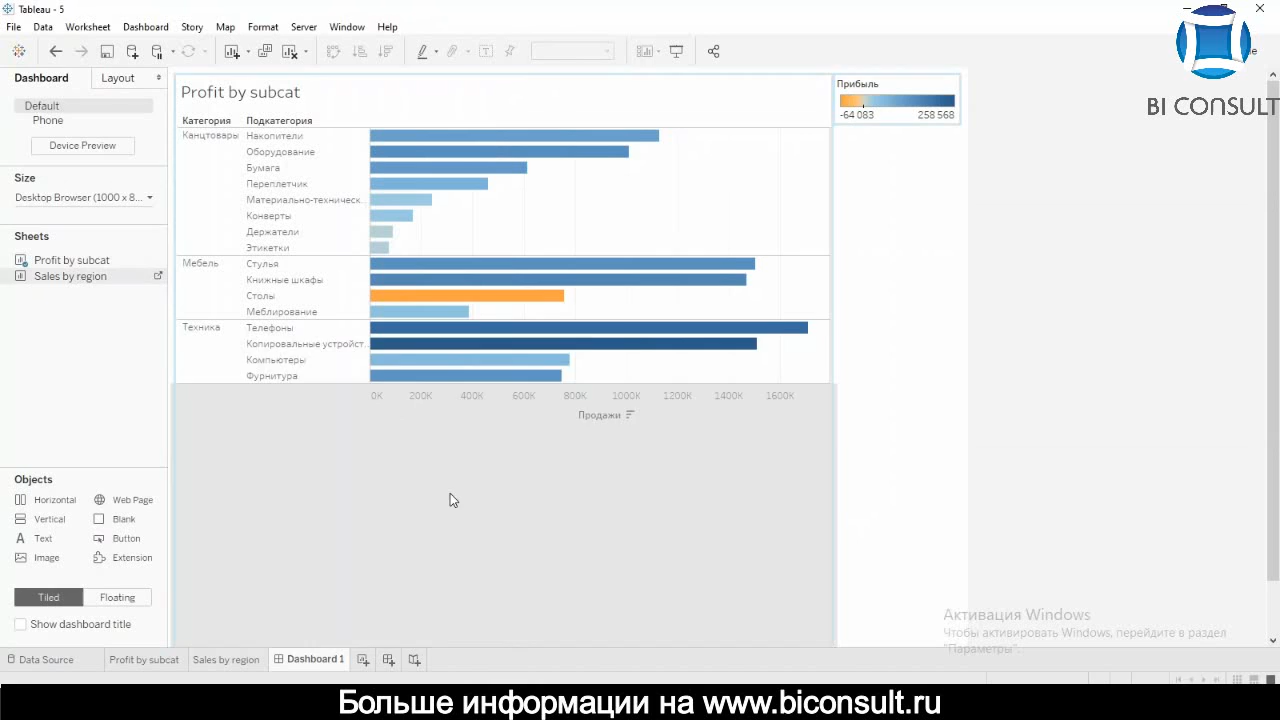 Tableau - 5
File Data Worksheet Dashboard Story Map Format Server Window Help
BI CONSULT
Dashboard Layout
Default
Phone
Device Preview
Size
Desktop Browser (1000 x 8...
Sheets
Profit by subcat
Sales by region
Objects
Horizontal Web Page
Vertical Blank
Text Button
Image Extension
Tiled Floating
Show dashboard title
Profit by subcat
Категория Подкатегория
Канцтовары Накопители
Оборудование
Бумага
Переплетчик
Материально-техническ..
Конверты
Держатели
Этикетки
Мебель Стулья
Книжные шкафы
Столы
Меблирование
Техника Телефоны
Копировальные устройст..
Компьютеры
Фурнитура
0K 200K 400K 600K 800K 1000K 1200K 1400K 1600K
Продажи
Прибыль
-64 083 258 568
Активация Windows
Чтобы активировать Windows, перейдите в раздел
"Параметры".
Data Source Profit by subcat Sales by region Dashboard 1
Больше информации на www.biconsult.ru